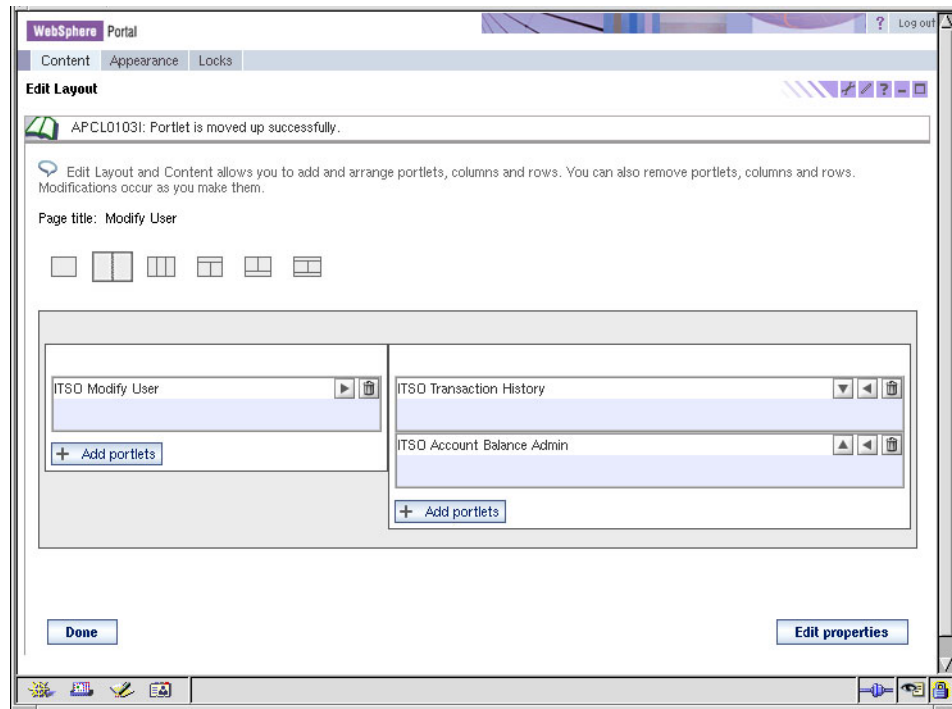 WebSphere Portal
? Log out
Content Appearance Locks
Edit Layout
?
APCL0103I: Portlet is moved up successfully.
Edit Layout and Content allows you to add and arrange portlets, columns and rows. You can also remove portlets, columns and rows.
Modifications occur as you make them.
Page title: Modify User
ITSO Modify User
ITSO Transaction History
ITSO Account Balance Admin
+ Add portlets
+ Add portlets
Done
Edit properties